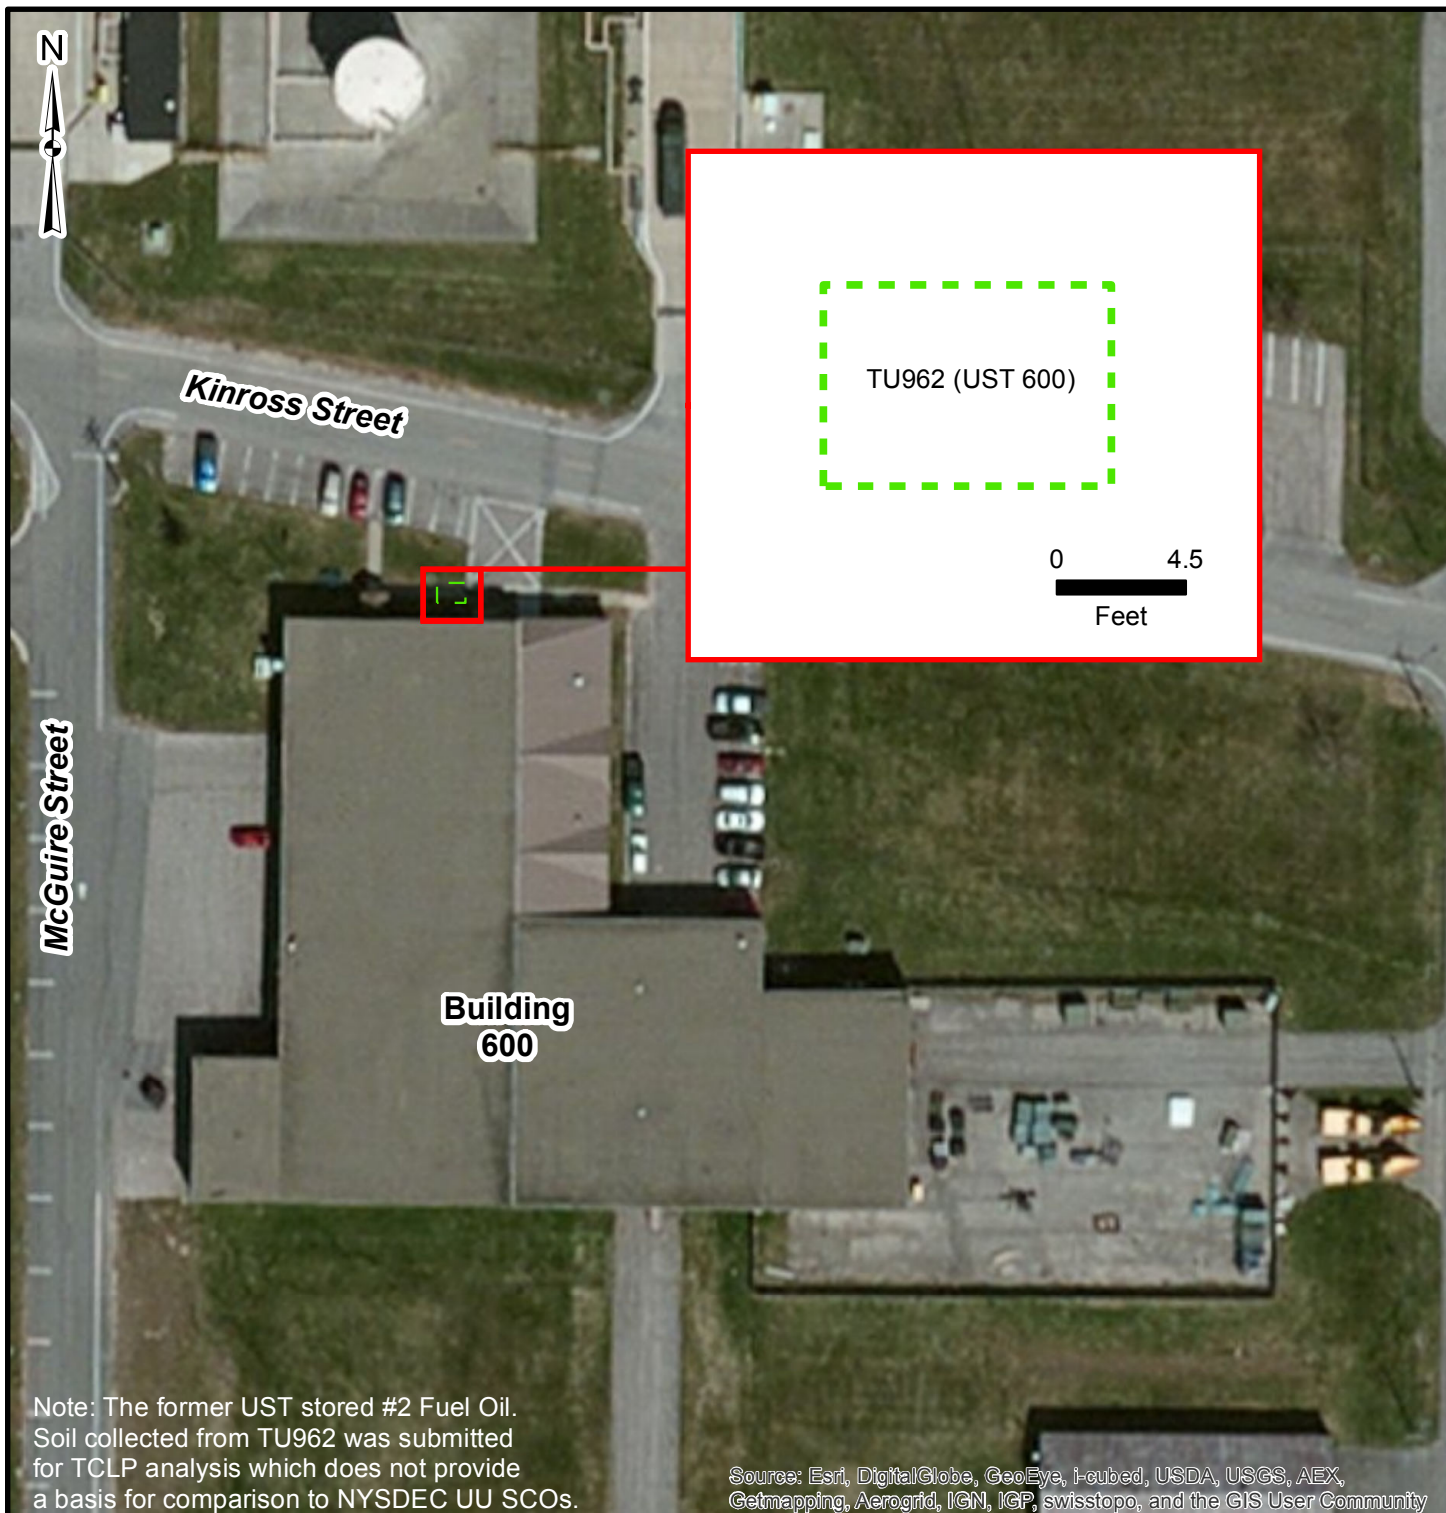 N
Kinross Street
TU962 (UST 600)
0 4.5
Feet
McGuire Street
Building
600
Note: The former UST stored #2 Fuel Oil.
Soil collected from TU962 was submitted
for TCLP analysis which does not provide
a basis for comparison to NYSDEC UU SCOs.
Source: Esri, DigitalGlobe, GeoEye, i-cubed, USDA, USGS, AEX,
Getmapping, Aerogrid, IGN, IGP, swisstopo, and the GIS User Community